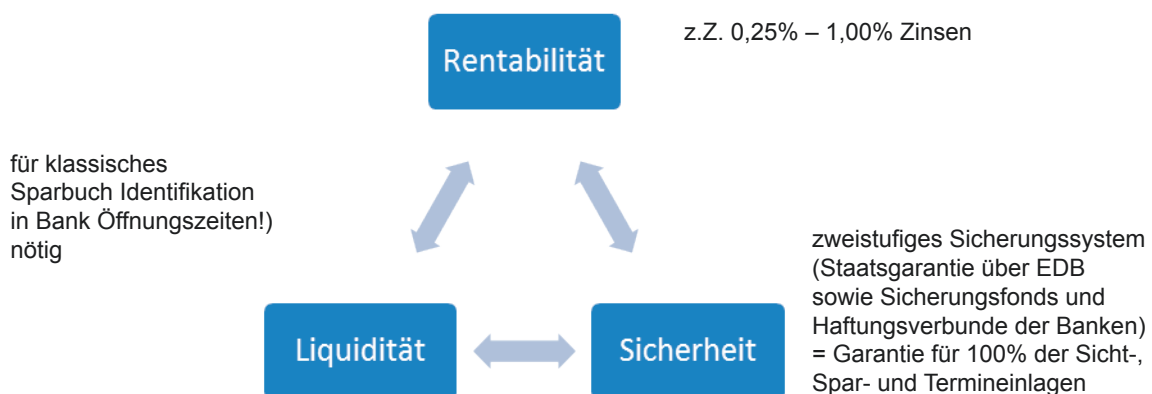 z.Z. 0,25% – 1,00% Zinsen
Rentabilität
für klassisches
Sparbuch Identifikation
in Bank Öffnungszeiten!)
nötig
zweistufiges Sicherungssystem
(Staatsgarantie über EDB
sowie Sicherungsfonds und
Haftungsverbunde der Banken)
= Garantie für 100% der Sicht-,
Spar- und Termineinlagen
Liquidität
Sicherheit